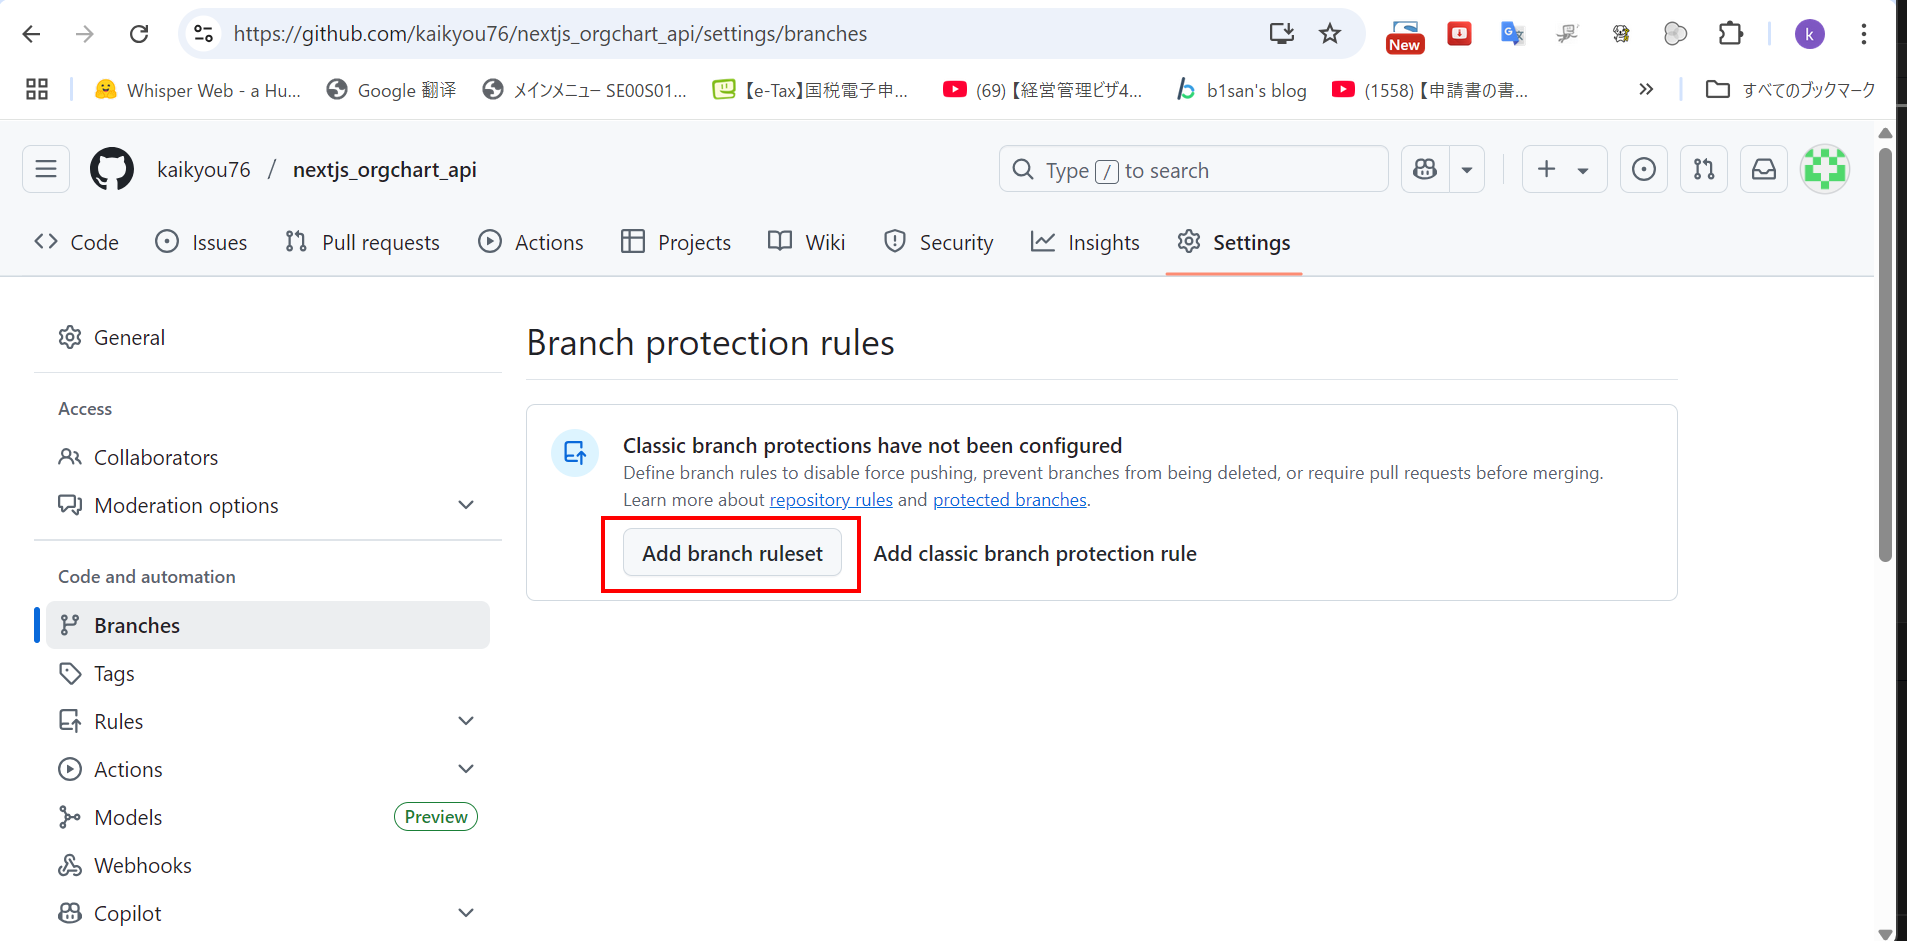 https://github.com/kaikyou76/nextjs_orgchart_api/settings/branches
New
k
Whisper Web - a Hu...
Google 翻译
メインメニュー SE00S01...
【e-Tax】国税電子申...
(69)【経営管理ビザ4...
b1san's blog
(1558)【申請書の書...
すべてのブックマーク
kaikyou76 / nextjs_orgchart_api
Type / to search
Code
Issues
Pull requests
Actions
Projects
Wiki
Security
Insights
Settings
General
Access
Collaborators
Moderation options
Code and automation
Branches
Tags
Rules
Actions
Models
Preview
Webhooks
Copilot
Branch protection rules
Classic branch protections have not been configured
Define branch rules to disable force pushing, prevent branches from being deleted, or require pull requests before merging.
Learn more about repository rules and protected branches.
Add branch ruleset
Add classic branch protection rule